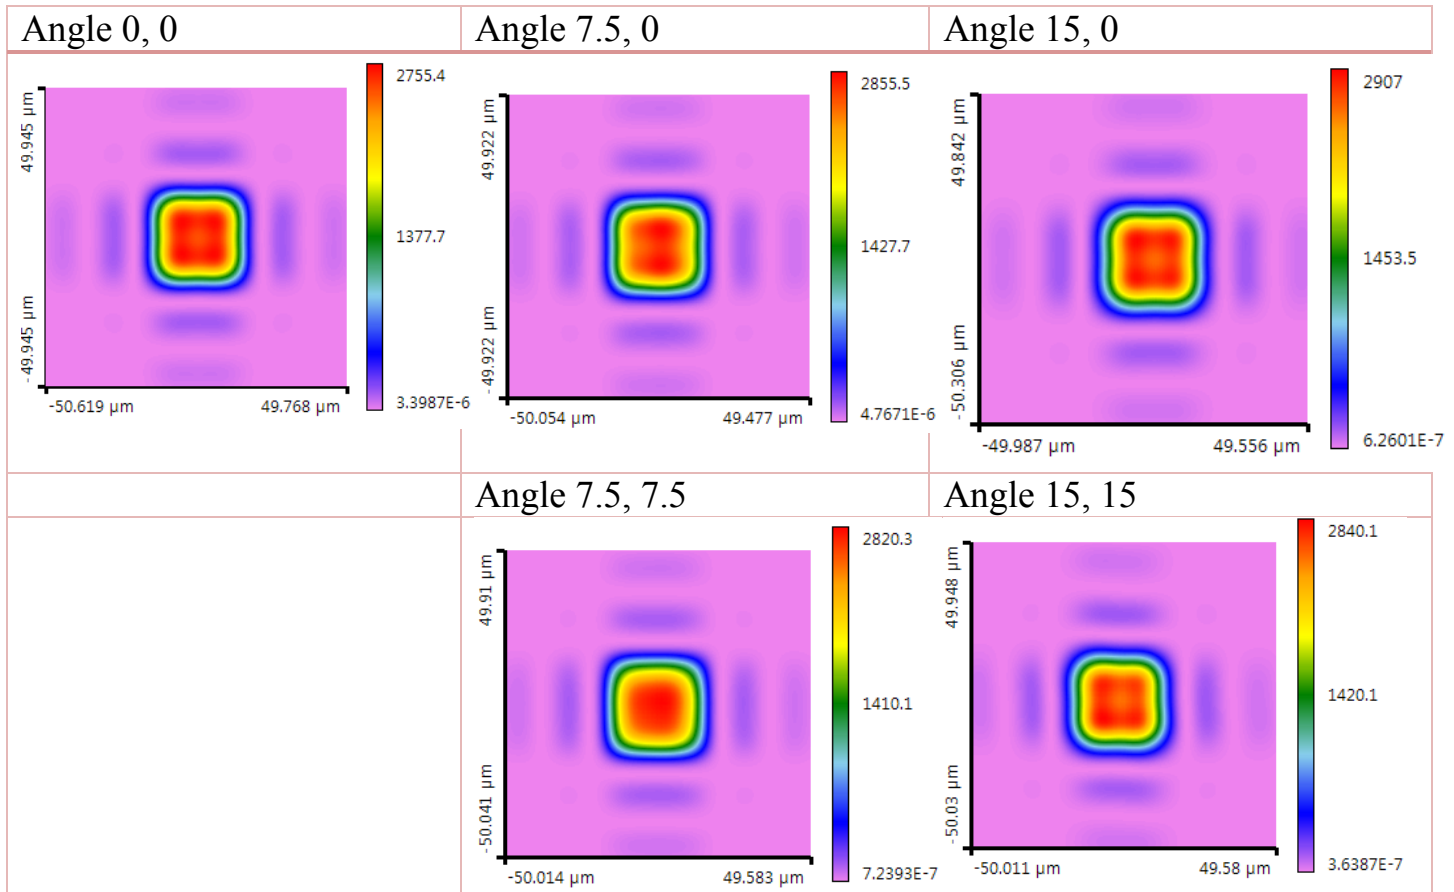 Angle 0, 0
Angle 7.5, 0
Angle 15, 0
49.945 µm
-49.945 µm
-50.619 µm
49.768 µm
2755.4
1377.7
3.3987E-6
49.922 µm
-49.922 µm
-50.054 µm
49.477 µm
2855.5
1427.7
4.7671E-6
49.842 µm
-50.306 µm
-49.987 µm
49.556 µm
2907
1453.5
6.2601E-7
Angle 7.5, 7.5
Angle 15, 15
49.91 µm
-50.041 µm
-50.014 µm
49.583 µm
2820.3
1410.1
7.2393E-7
49.948 µm
-50.03 µm
-50.011 µm
49.58 µm
2840.1
1420.1
3.6387E-7